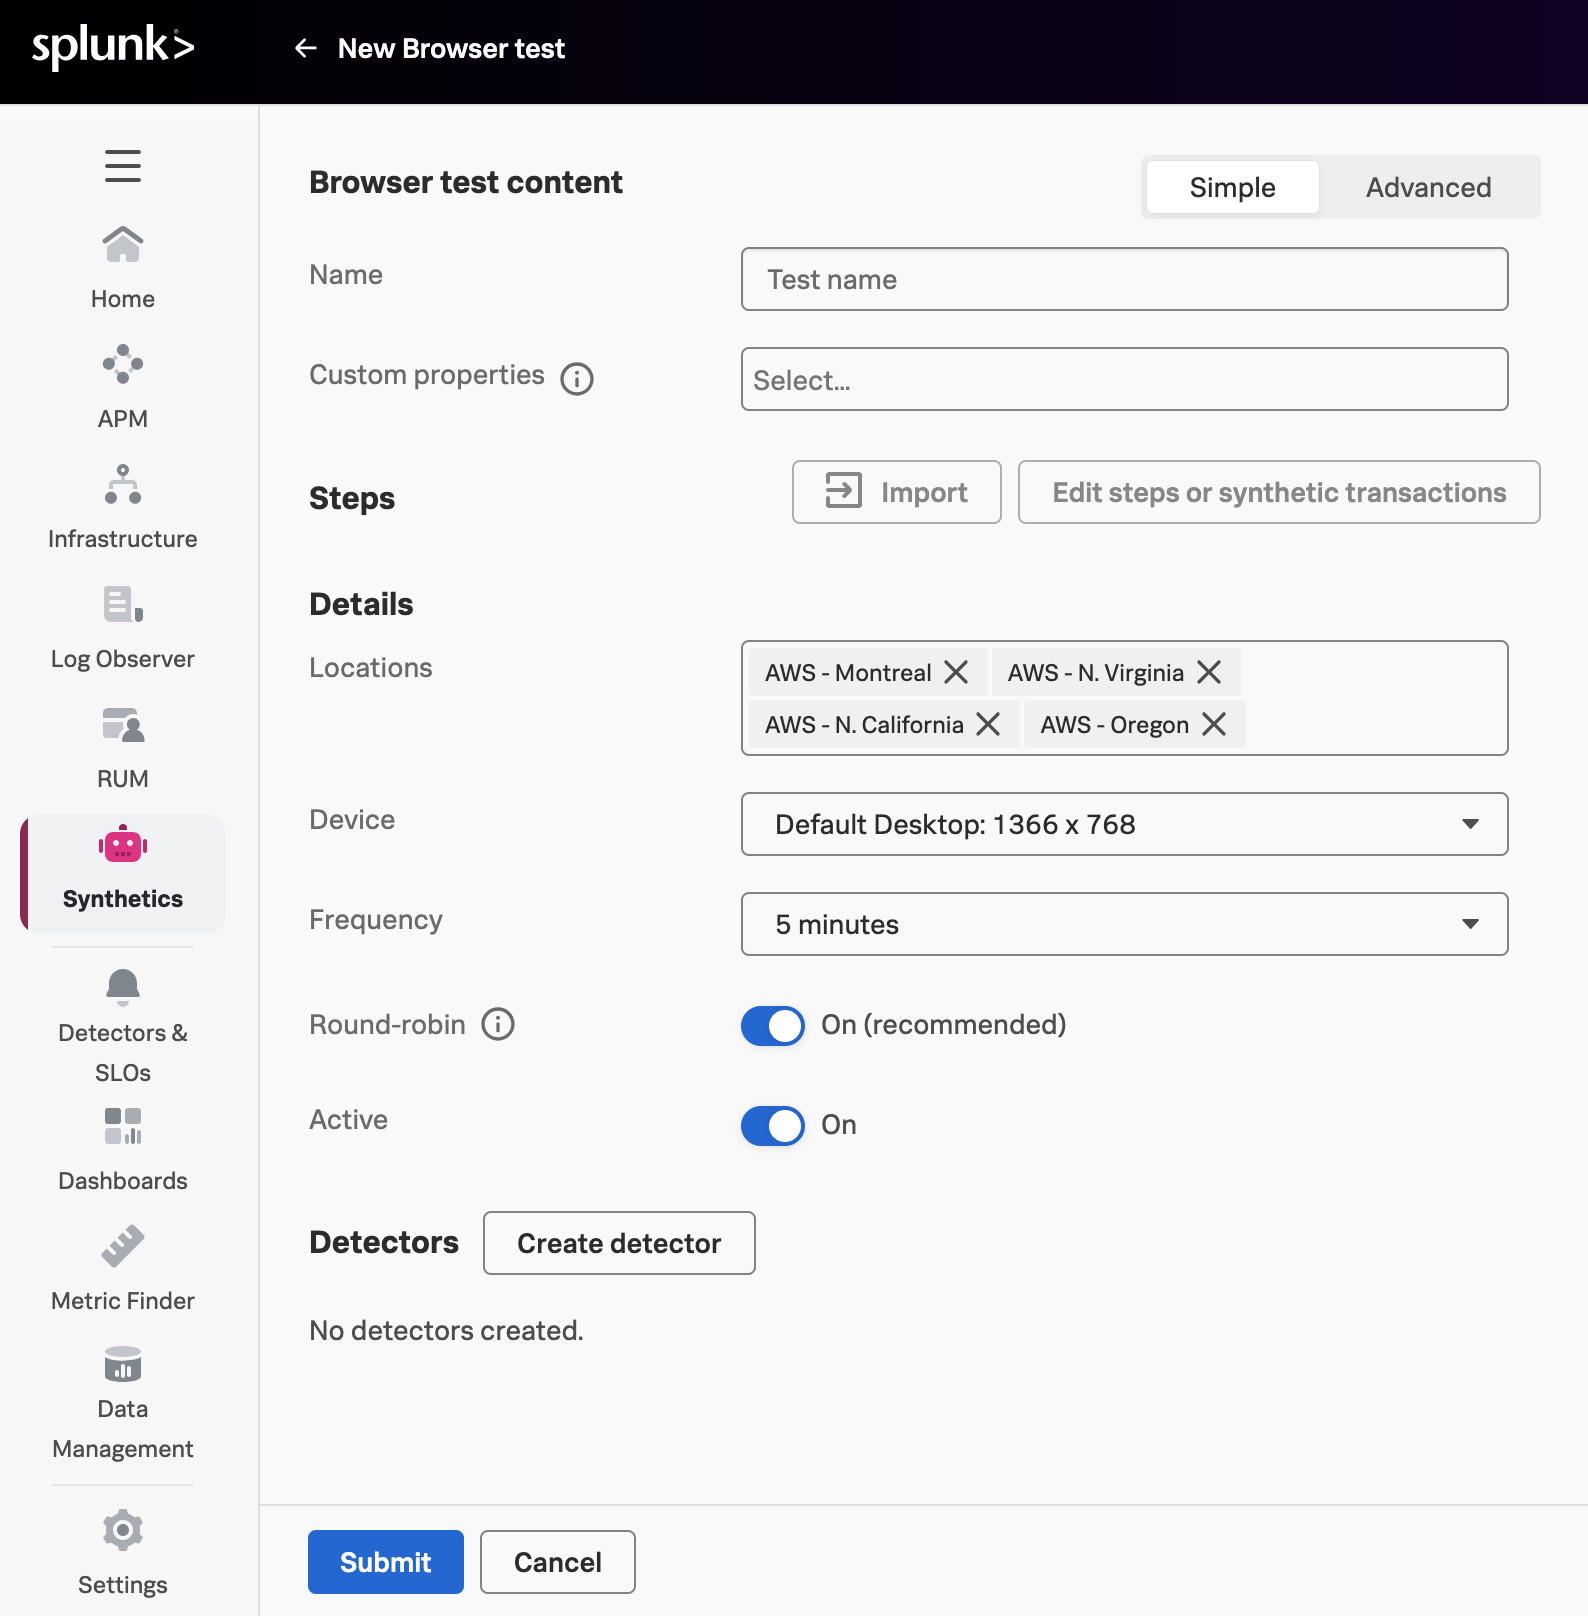 splunk>
New Browser test
Home
APM
Infrastructure
Log Observer
RUM
Synthetics
Detectors &
SLOs
Dashboards
Metric Finder
Data
Management
Settings
Browser test content
Simple
Advanced
Name
Test name
Custom properties
Select...
Steps
Import
Edit steps or synthetic transactions
Details
Locations
AWS - Montreal
AWS - N. Virginia
AWS - N. California
AWS - Oregon
Device
Default Desktop: 1366 x 768
Frequency
5 minutes
Round-robin
On (recommended)
Active
On
Detectors
Create detector
No detectors created.
Submit
Cancel